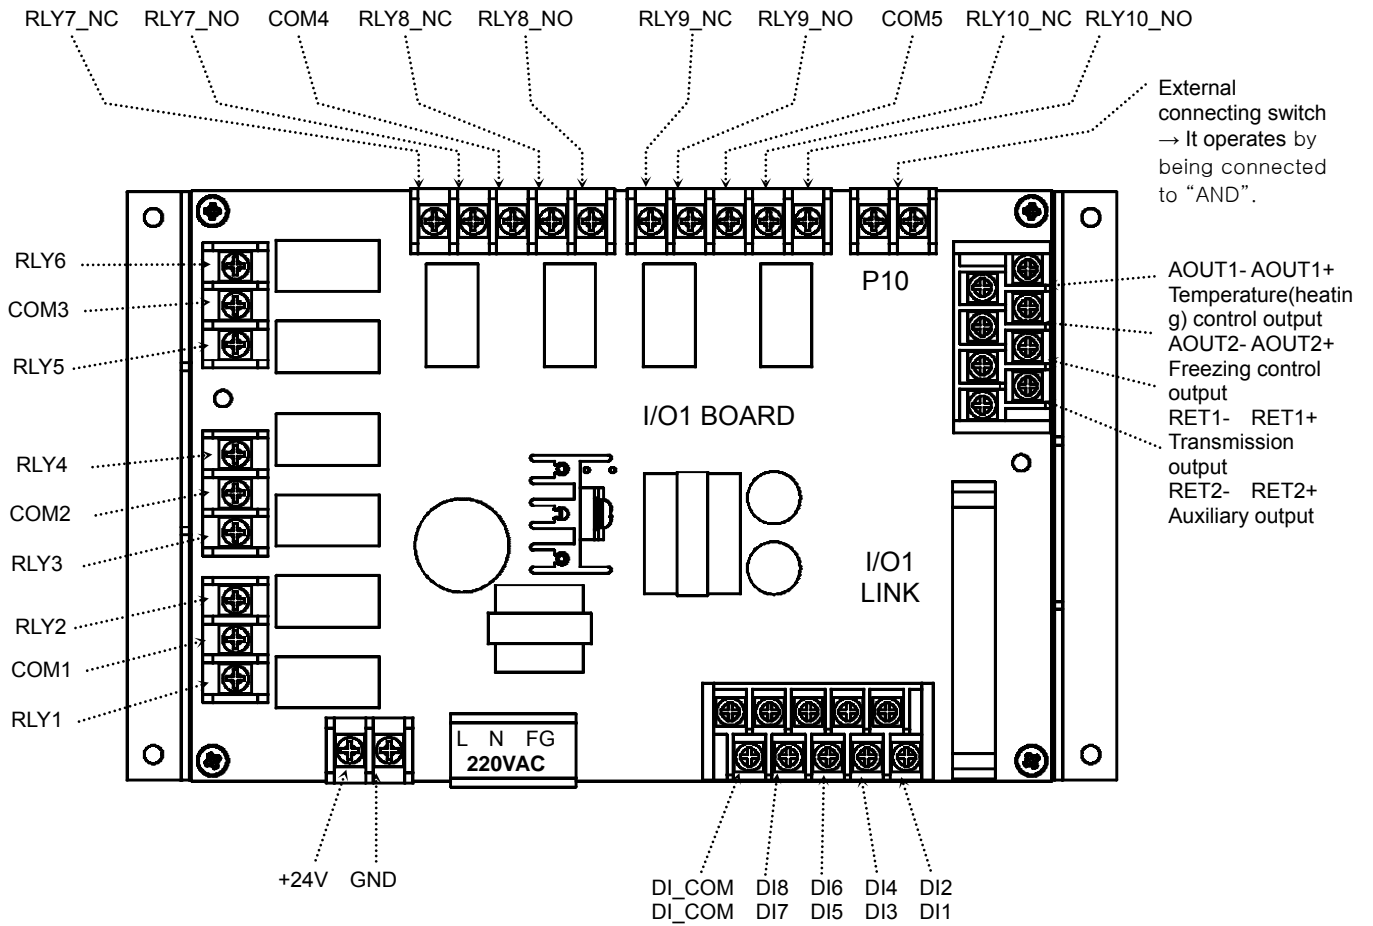 RLY7_NC RLY7_NO COM4 RLY8_NC RLY8_NO RLY9_NC RLY9_NO COM5 RLY10_NC RLY10_NO
External
connecting switch
→ It operates by
being connected
to “AND”.
RLY6
COM3
RLY5
RLY4
COM2
RLY3
RLY2
COM1
RLY1
P10
I/O1 BOARD
I/O1
LINK
AOUT1- AOUT1+
Temperature(heatin
g) control output
AOUT2- AOUT2+
Freezing control
output
RET1- RET1+
Transmission
output
RET2- RET2+
Auxiliary output
L N FG
220VAC
+24V GND
DI_COM DI8 DI6 DI4 DI2
DI_COM DI7 DI5 DI3 DI1